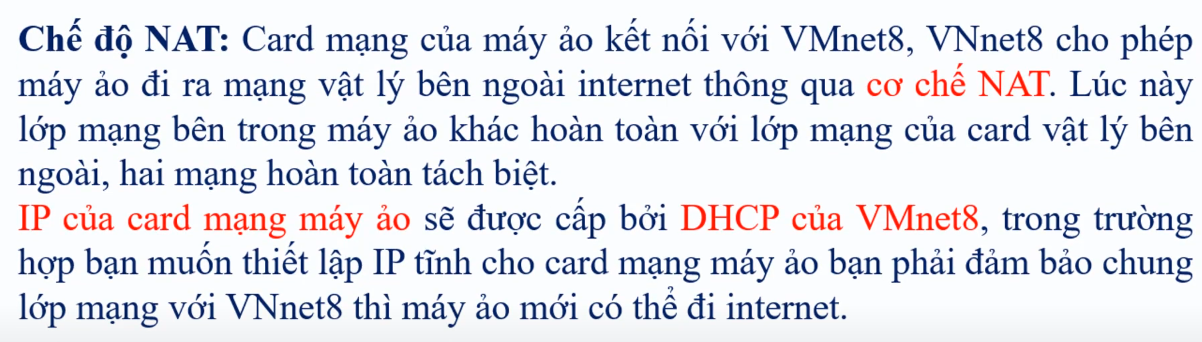 Chế độ NAT: Card mạng của máy ảo kết nối với VMnet8, VNnet8 cho phép
máy ảo đi ra mạng vật lý bên ngoài internet thông qua cơ chế NAT. Lúc này
lớp mạng bên trong máy ảo khác hoàn toàn với lớp mạng của card vật lý bên
ngoài, hai mạng hoàn toàn tách biệt.
IP của card mạng máy ảo sẽ được cấp bởi DHCP của VMnet8, trong trường
hợp bạn muốn thiết lập IP tĩnh cho card mạng máy ảo bạn phải đảm bảo chung
lớp mạng với VNnet8 thì máy ảo mới có thể đi internet.